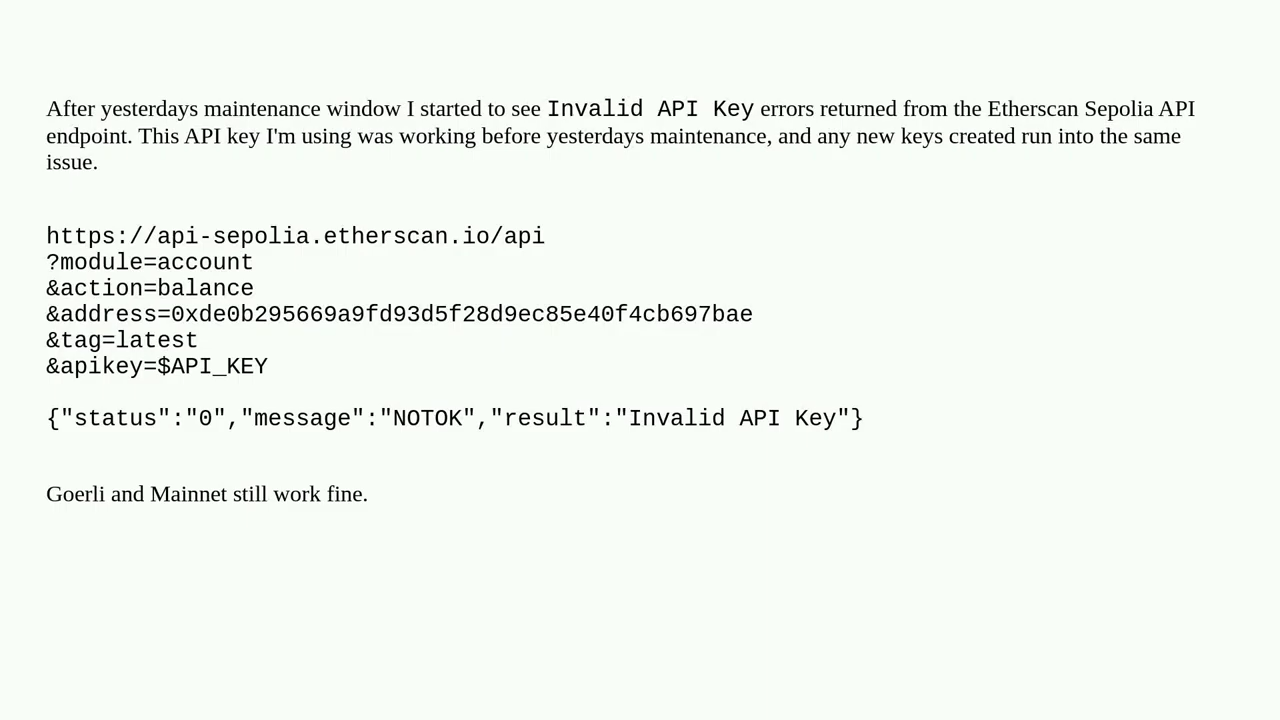 After yesterdays maintenance window I started to see Invalid API Key errors returned from the Etherscan Sepolia API
endpoint. This API key I'm using was working before yesterdays maintenance, and any new keys created run into the same
issue.
https://api-sepolia.etherscan.io/api
?module=account
&action=balance
&address=0xde0b295669a9fd93d5f28d9ec85e40f4cb697bae
&tag=latest
&apikey=$API_KEY
{"status":"0","message":"NOTOK","result":"Invalid API Key"}
Goerli and Mainnet still work fine.